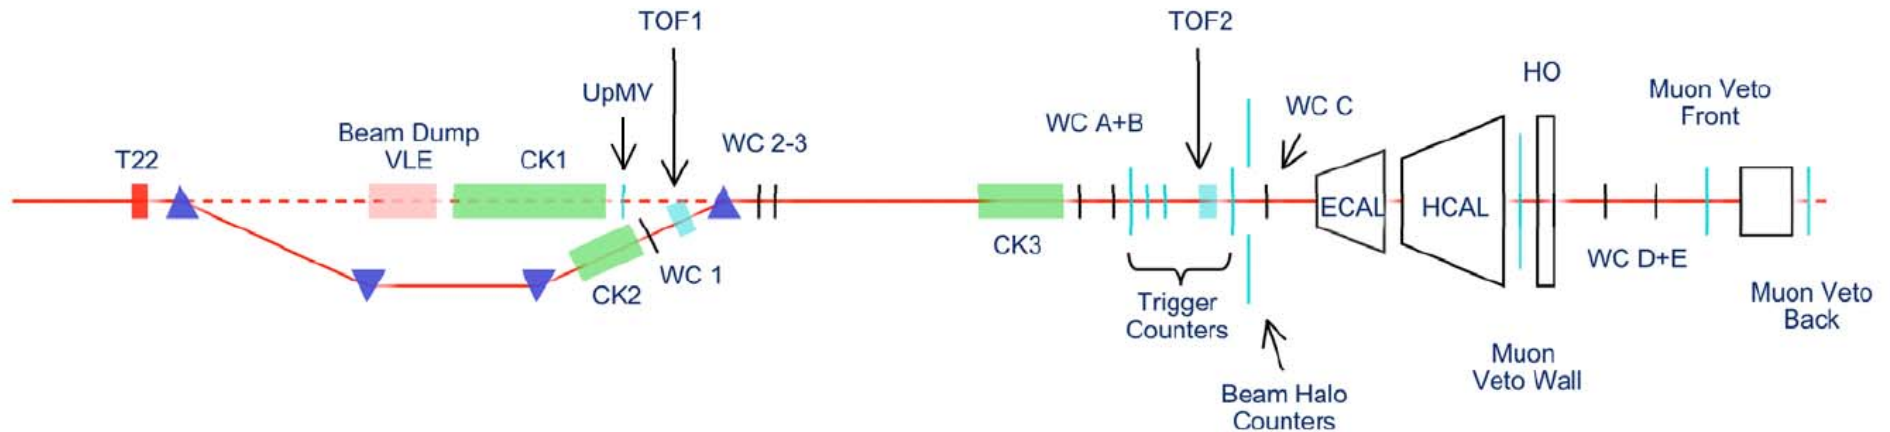 TOF1
TOF2
UpMV
HO
WC C
Muon Veto
Front
Beam Dump
VLE
T22
CK1
WC 2-3
WC A+B
ECAL
HCAL
CK3
WC D+E
WC 1
CK2
Trigger
Counters
Muon Veto
Back
Muon
Veto Wall
Beam Halo
Counters